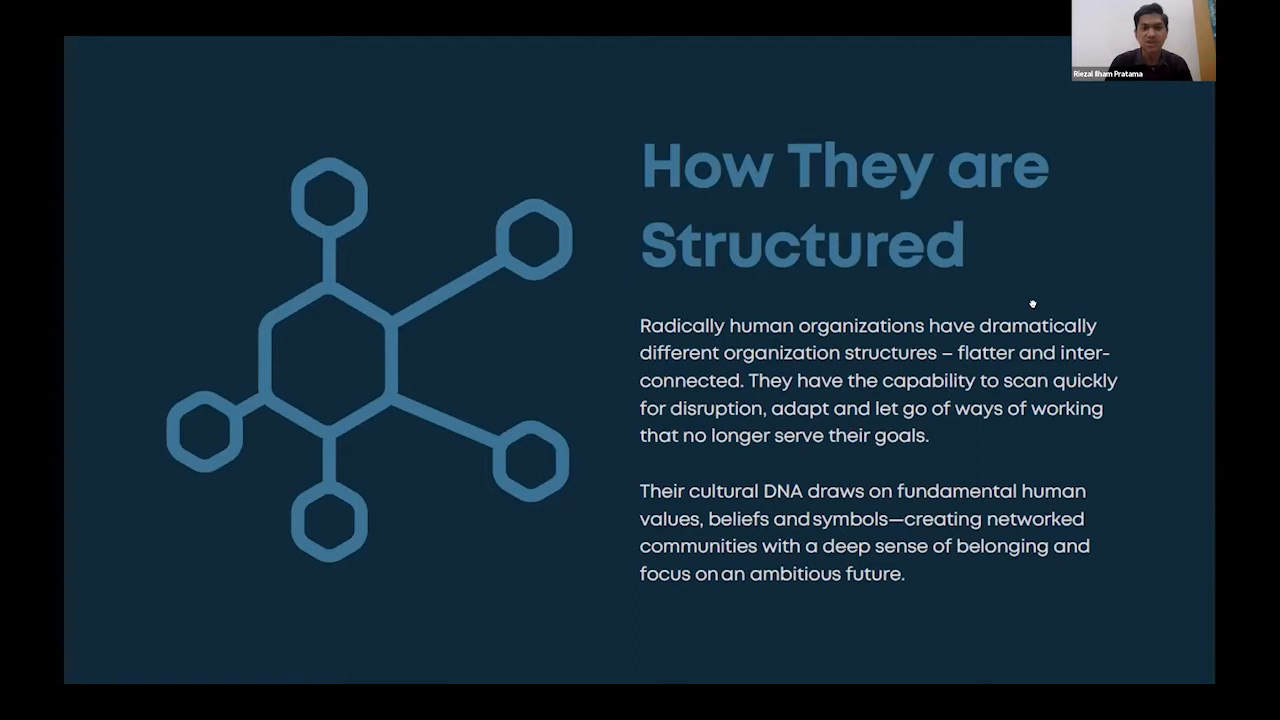 Riezal Ilham Pratama
How They are
Structured
Radically human organizations have dramatically
different organization structures – flatter and inter-
connected. They have the capability to scan quickly
for disruption, adapt and let go of ways of working
that no longer serve their goals.
Their cultural DNA draws on fundamental human
values, beliefs and symbols—creating networked
communities with a deep sense of belonging and
focus on an ambitious future.